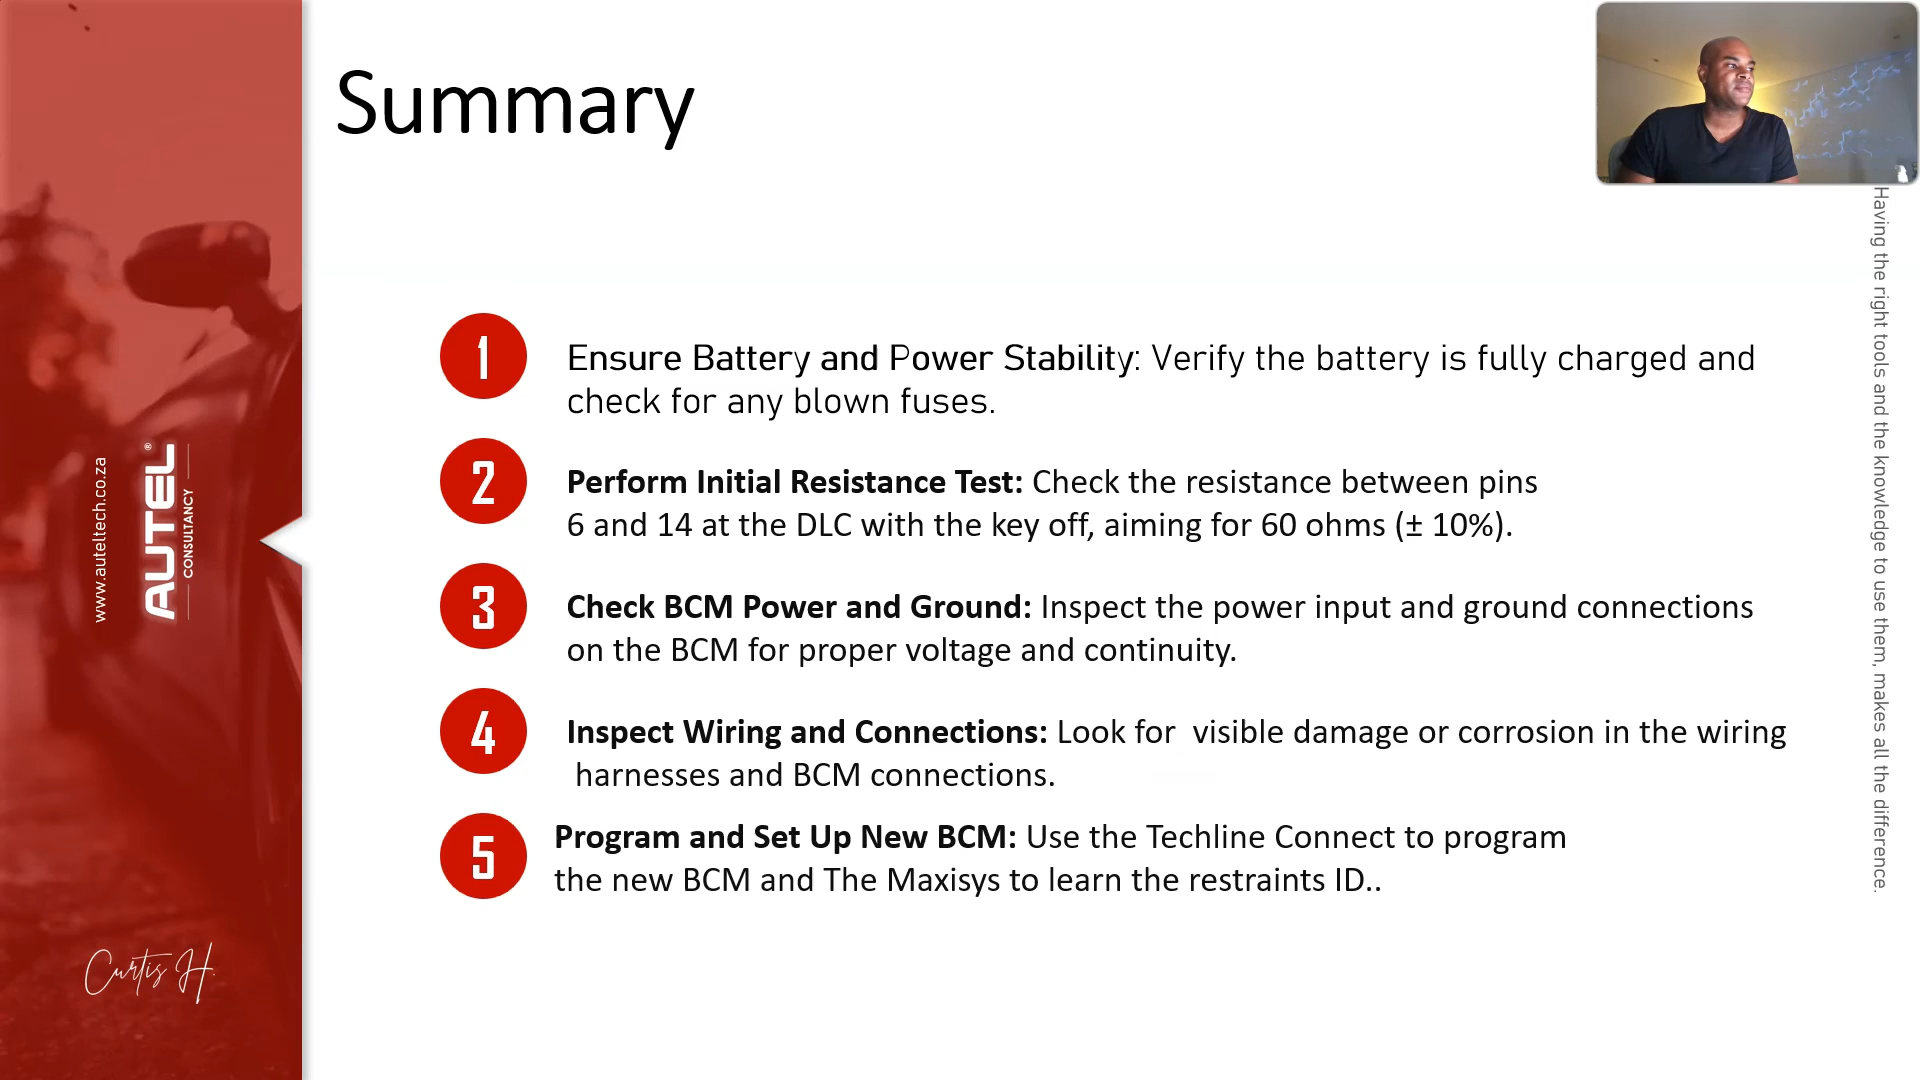 Summary
1
Ensure Battery and Power Stability: Verify the battery is fully charged and
check for any blown fuses.
2
Perform Initial Resistance Test: Check the resistance between pins
6 and 14 at the DLC with the key off, aiming for 60 ohms (± 10%).
3
Check BCM Power and Ground: Inspect the power input and ground connections
on the BCM for proper voltage and continuity.
4
Inspect Wiring and Connections: Look for  visible damage or corrosion in the wiring
harnesses and BCM connections.
5
Program and Set Up New BCM: Use the Techline Connect to program
the new BCM and The Maxisys to learn the restraints ID..
www.auteltech.co.za
AUTEL®
CONSULTANCY
Curtis H.
Having the right tools and the knowledge to use them, makes all the difference.